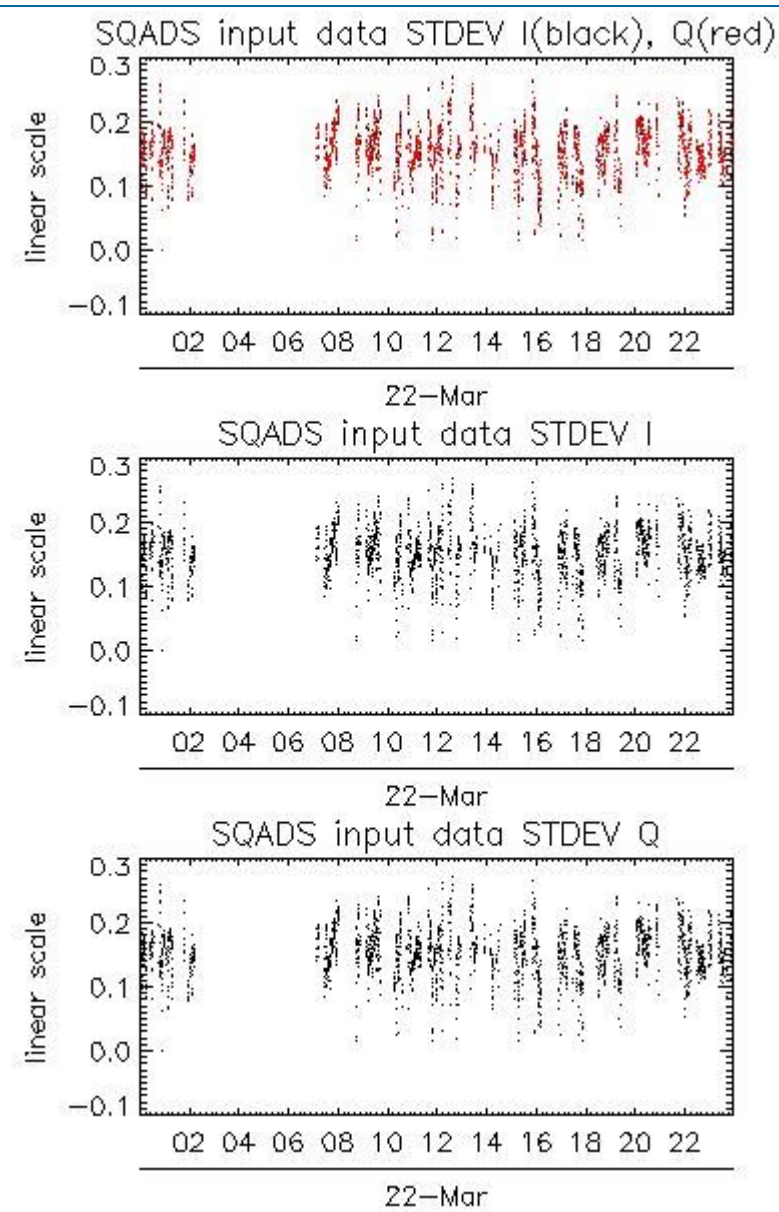 SQADS input data STDEV I(black), Q(red)
0.3
0.2
0.1
0.0
−0.1
linear scale
02 04 06 08 10 12 14 16 18 20 22
22−Mar
SQADS input data STDEV I
0.3
0.2
0.1
0.0
−0.1
linear scale
02 04 06 08 10 12 14 16 18 20 22
22−Mar
SQADS input data STDEV Q
0.3
0.2
0.1
0.0
−0.1
linear scale
02 04 06 08 10 12 14 16 18 20 22
22−Mar